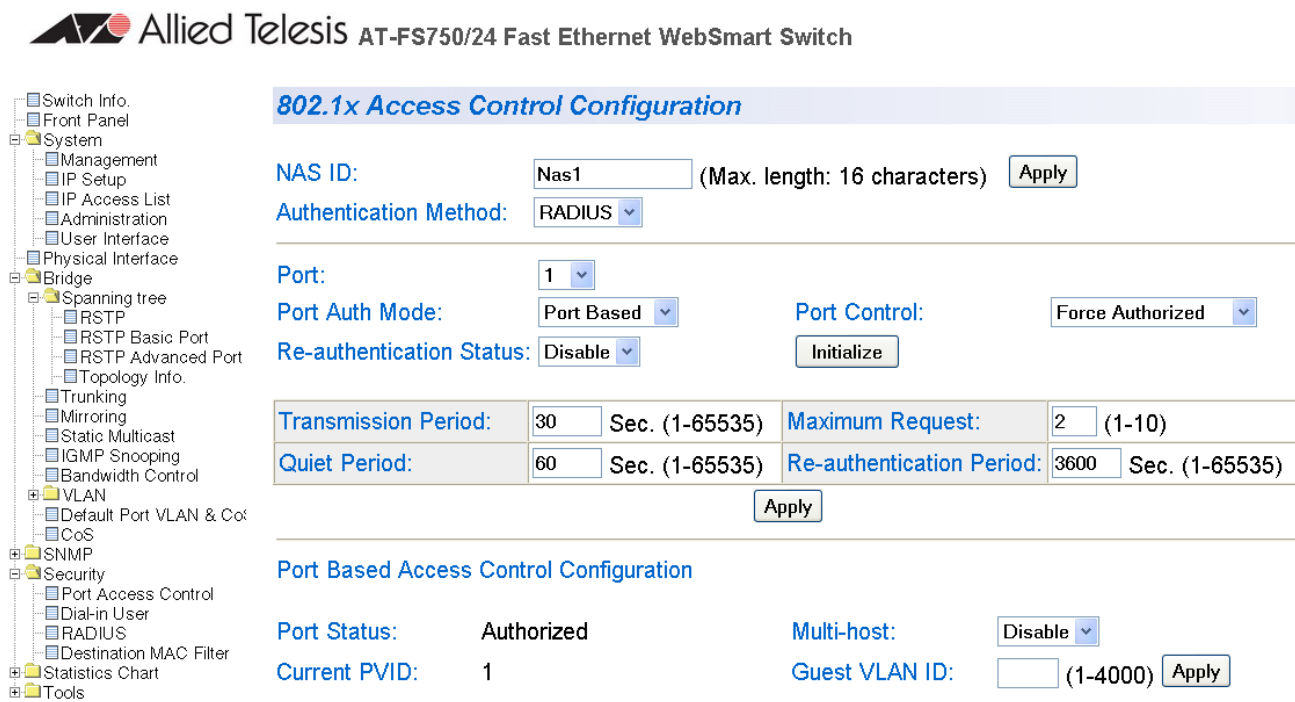 Allied Telesis AT-FS750/24 Fast Ethernet WebSmart Switch
Switch Info.
Front Panel
System
Management
IP Setup
IP Access List
Administration
User Interface
Physical Interface
Bridge
Spanning tree
RSTP
RSTP Basic Port
RSTP Advanced Port
Topology Info.
Trunking
Mirroring
Static Multicast
IGMP Snooping
Bandwidth Control
VLAN
Default Port VLAN & CoS
CoS
SNMP
Security
Port Access Control
Dial-in User
RADIUS
Destination MAC Filter
Statistics Chart
Tools
802.1x Access Control Configuration
NAS ID: Nas1 (Max. length: 16 characters) Apply
Authentication Method: RADIUS
Port: 1
Port Auth Mode: Port Based Port Control: Force Authorized
Re-authentication Status: Disable Initialize
Transmission Period: 30 Sec. (1-65535) Maximum Request: 2 (1-10)
Quiet Period: 60 Sec. (1-65535) Re-authentication Period: 3600 Sec. (1-65535)
Apply
Port Based Access Control Configuration
Port Status: Authorized Multi-host: Disable
Current PVID: 1 Guest VLAN ID: (1-4000) Apply